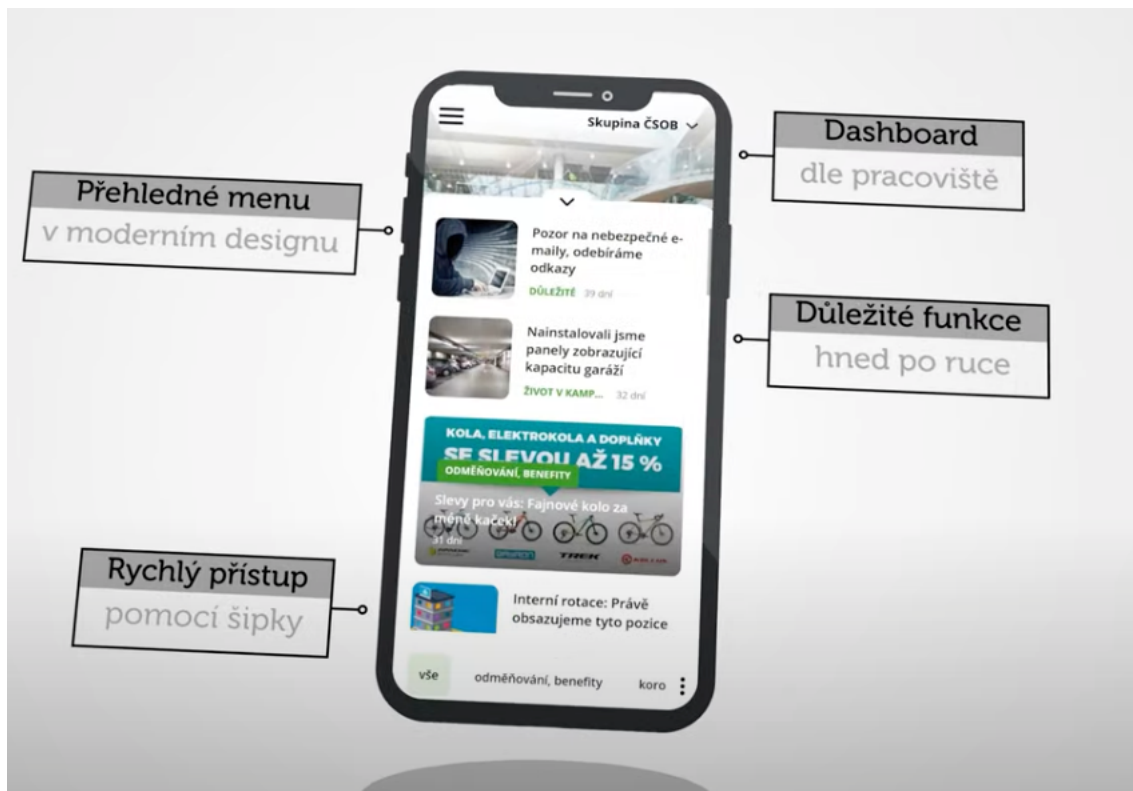 Skupina ČSOB
Dashboard
dle pracoviště
Přehledné menu
v moderním designu
Pozor na nebezpečné e-
maily, odebíráme
odkazy
DŮLEŽITÉ 39 dní
Důležité funkce
hned po ruce
Nainstalovali jsme
panely zobrazující
kapacitu garáží
ŽIVOT V KAMP... 32 dní
KOLA, ELEKTROKOLA A DOPLŇKY
SE SLEVOU AŽ 15 %
ODMĚŇOVÁNÍ, BENEFITY
Slevy pro vás: Fajnové kolo za
méně kaček!
31 dní
TREK
Rychlý přístup
pomocí šipky
Interní rotace: Právě
obsazujeme tyto pozice
vše odměňování, benefity koro